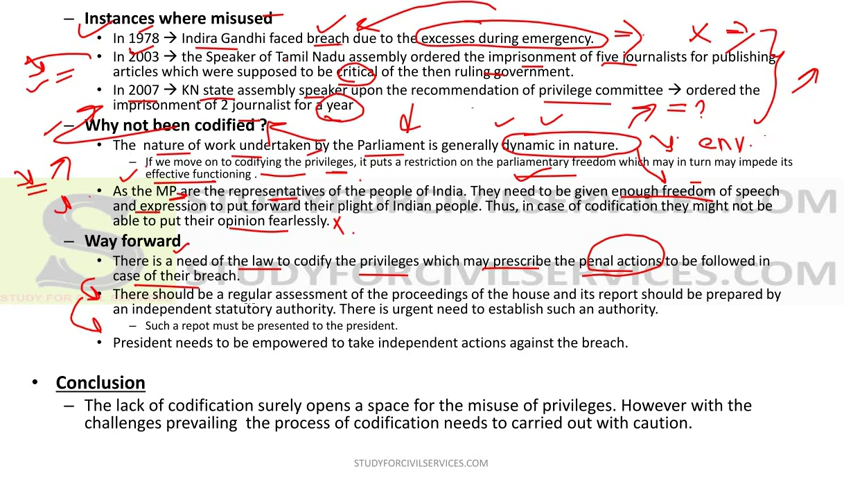 – Instances where misused
• In 1978 → Indira Gandhi faced breach due to the excesses during emergency.
• In 2003 → the Speaker of Tamil Nadu assembly ordered the imprisonment of five journalists for publishing
articles which were supposed to be critical of the then ruling government.
• In 2007 → KN state assembly speaker upon the recommendation of privilege committee → ordered the
imprisonment of 2 journalist for a year
= ?
– Why not been codified ?
• The nature of work undertaken by the Parliament is generally dynamic in nature.
env.
– If we move on to codifying the privileges, it puts a restriction on the parliamentary freedom which may in turn may impede its
effective functioning .
• As the MP are the representatives of the people of India. They need to be given enough freedom of speech
and expression to put forward their plight of Indian people. Thus, in case of codification they might not be
able to put their opinion fearlessly.
– Way forward
• There is a need of the law to codify the privileges which may prescribe the penal actions to be followed in
case of their breach.
• There should be a regular assessment of the proceedings of the house and its report should be prepared by
an independent statutory authority. There is urgent need to establish such an authority.
– Such a repot must be presented to the president.
• President needs to be empowered to take independent actions against the breach.
• Conclusion
– The lack of codification surely opens a space for the misuse of privileges. However with the
challenges prevailing the process of codification needs to carried out with caution.
STUDYFORCIVILSERVICES.COM
STUDYFORCIVILSERVICES.COM